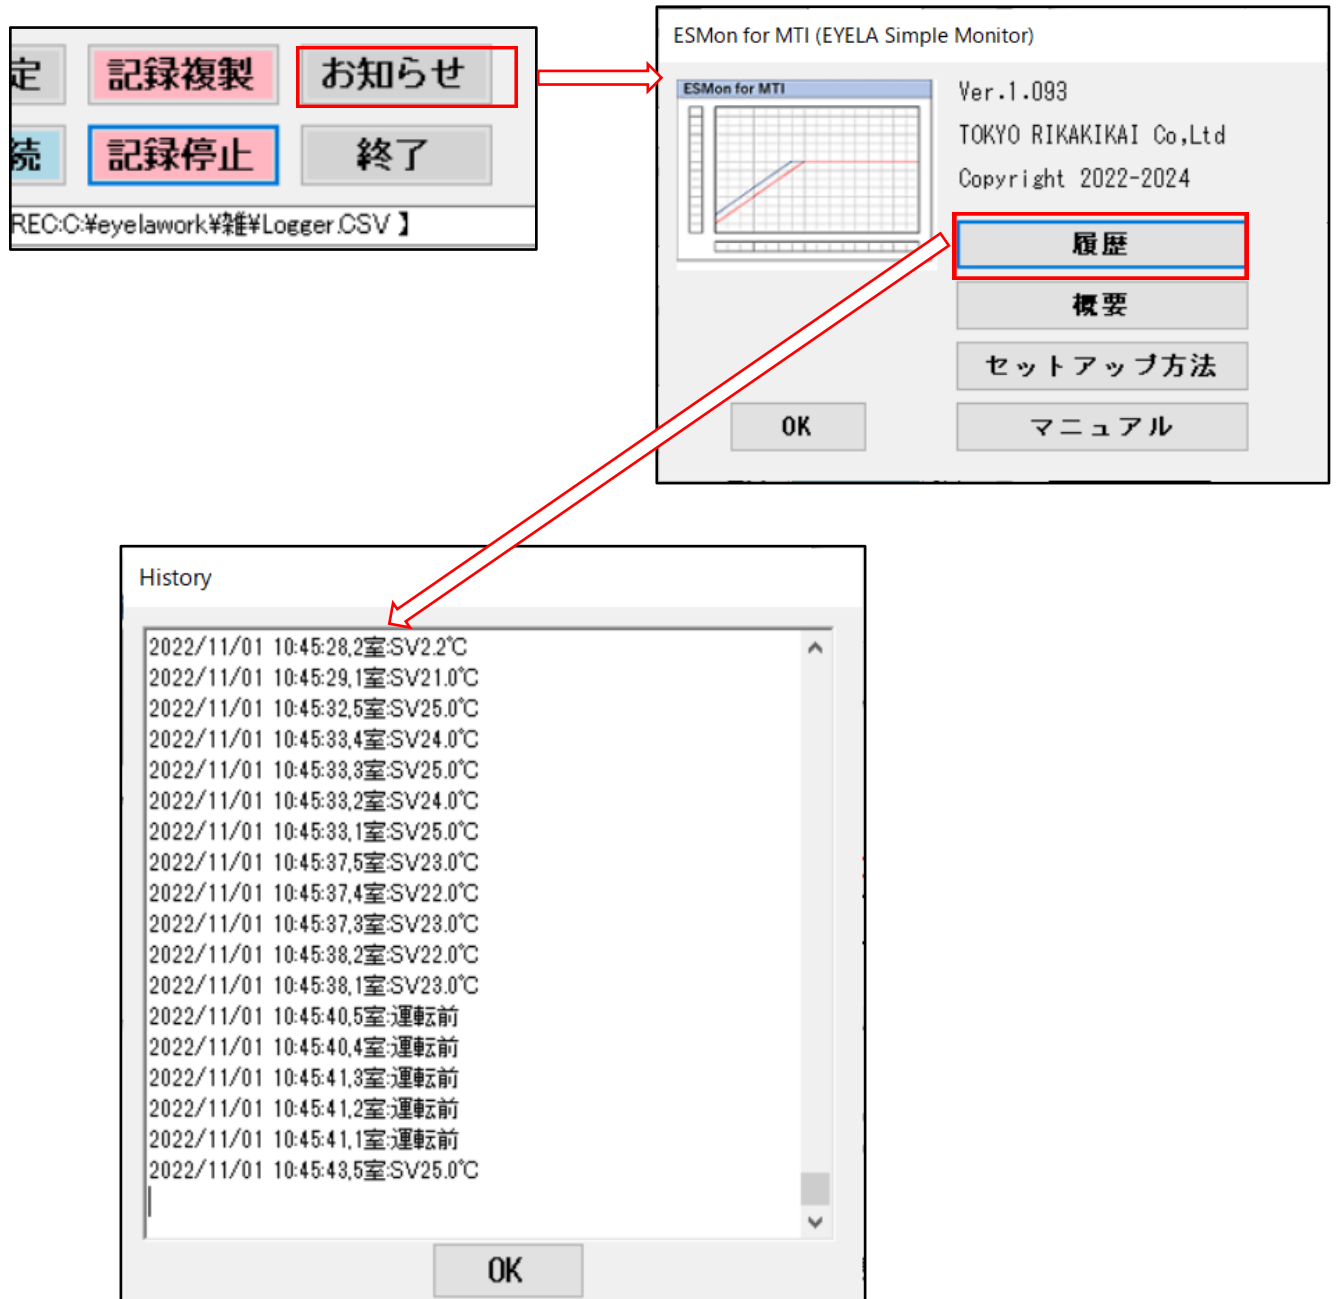 定 記録複製 お知らせ
続 記録停止 終了
REC:C:¥eyelawork¥雑¥Logger.CSV 】
ESMon for MTI (EYELA Simple Monitor)
ESMon for MTI
Ver.1.093
TOKYO RIKAKIKAI Co,Ltd
Copyright 2022-2024
履歴
概要
セットアップ方法
OK
マニュアル
History
2022/11/01 10:45:28,2室:SV2.2℃
2022/11/01 10:45:29,1室:SV21.0℃
2022/11/01 10:45:32,5室:SV25.0℃
2022/11/01 10:45:33,4室:SV24.0℃
2022/11/01 10:45:33,3室:SV25.0℃
2022/11/01 10:45:33,2室:SV24.0℃
2022/11/01 10:45:33,1室:SV25.0℃
2022/11/01 10:45:37,5室:SV23.0℃
2022/11/01 10:45:37,4室:SV22.0℃
2022/11/01 10:45:37,3室:SV23.0℃
2022/11/01 10:45:38,2室:SV22.0℃
2022/11/01 10:45:38,1室:SV23.0℃
2022/11/01 10:45:40,5室:運転前
2022/11/01 10:45:40,4室:運転前
2022/11/01 10:45:41,3室:運転前
2022/11/01 10:45:41,2室:運転前
2022/11/01 10:45:41,1室:運転前
2022/11/01 10:45:43,5室:SV25.0℃
OK